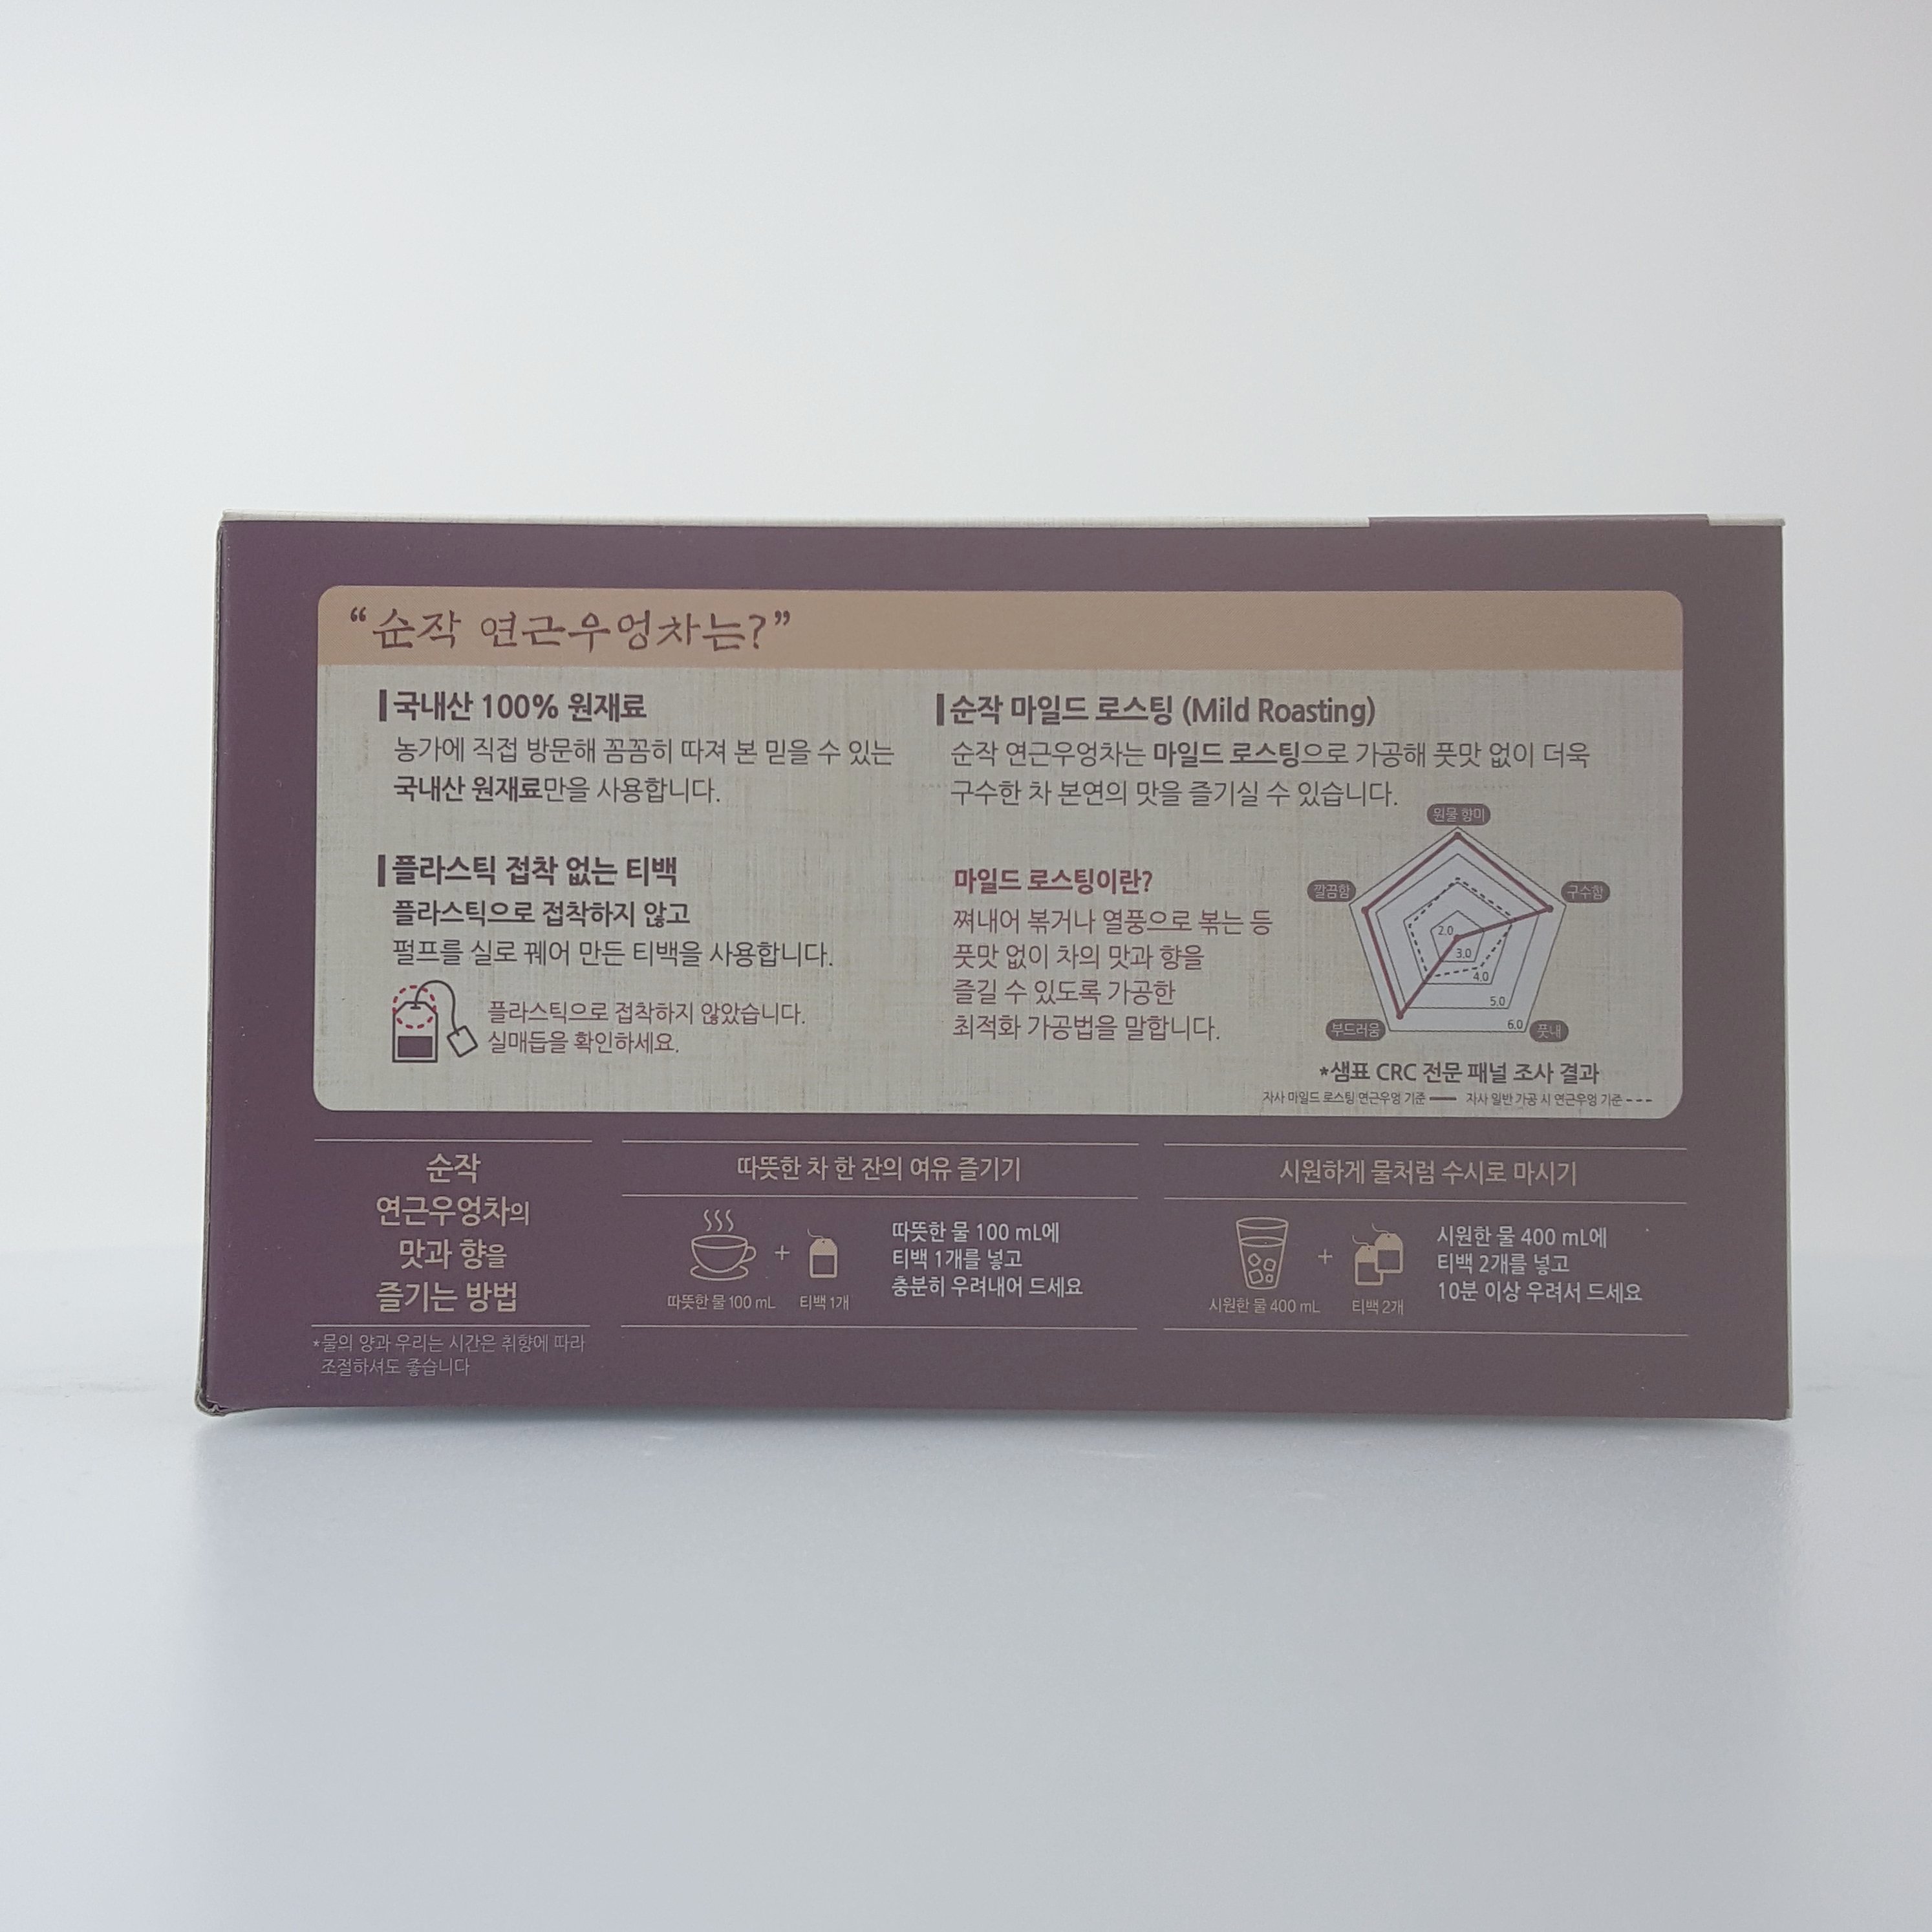 “순작 연근우엉차는?”
국내산 100% 원재료
농가에 직접 방문해 꼼꼼히 따져 본 믿을 수 있는
국내산 원재료만을 사용합니다.
플라스틱 접착 없는 티백
플라스틱으로 접착하지 않고
펄프를 실로 꿰어 만든 티백을 사용합니다.
플라스틱으로 접착하지 않았습니다.
실매듭을 확인하세요.
순작 마일드 로스팅 (Mild Roasting)
순작 연근우엉차는 마일드 로스팅으로 가공해 풋맛 없이 더욱
구수한 차 본연의 맛을 즐기실 수 있습니다.
마일드 로스팅이란?
쪄내어 볶거나 열풍으로 볶는 등
풋맛 없이 차의 맛과 향을
즐길 수 있도록 가공한
최적화 가공법을 말합니다.
원물 향미
깔끔함
구수함
2.0
3.0
4.0
5.0
6.0
부드러움
풋내
*샘표 CRC 전문 패널 조사 결과
자사 마일드 로스팅 연근우엉 기준
자사 일반 가공 시 연근우엉 기준
순작
연근우엉차의
맛과 향을
즐기는 방법
*물의 양과 우리는 시간은 취향에 따라
조절하셔도 좋습니다
따뜻한 차 한 잔의 여유 즐기기
+
따뜻한 물 100 mL
티백 1개
따뜻한 물 100 mL에
티백 1개를 넣고
충분히 우려내어 드세요
시원하게 물처럼 수시로 마시기
+
시원한 물 400 mL
티백 2개
시원한 물 400 mL에
티백 2개를 넣고
10분 이상 우려서 드세요